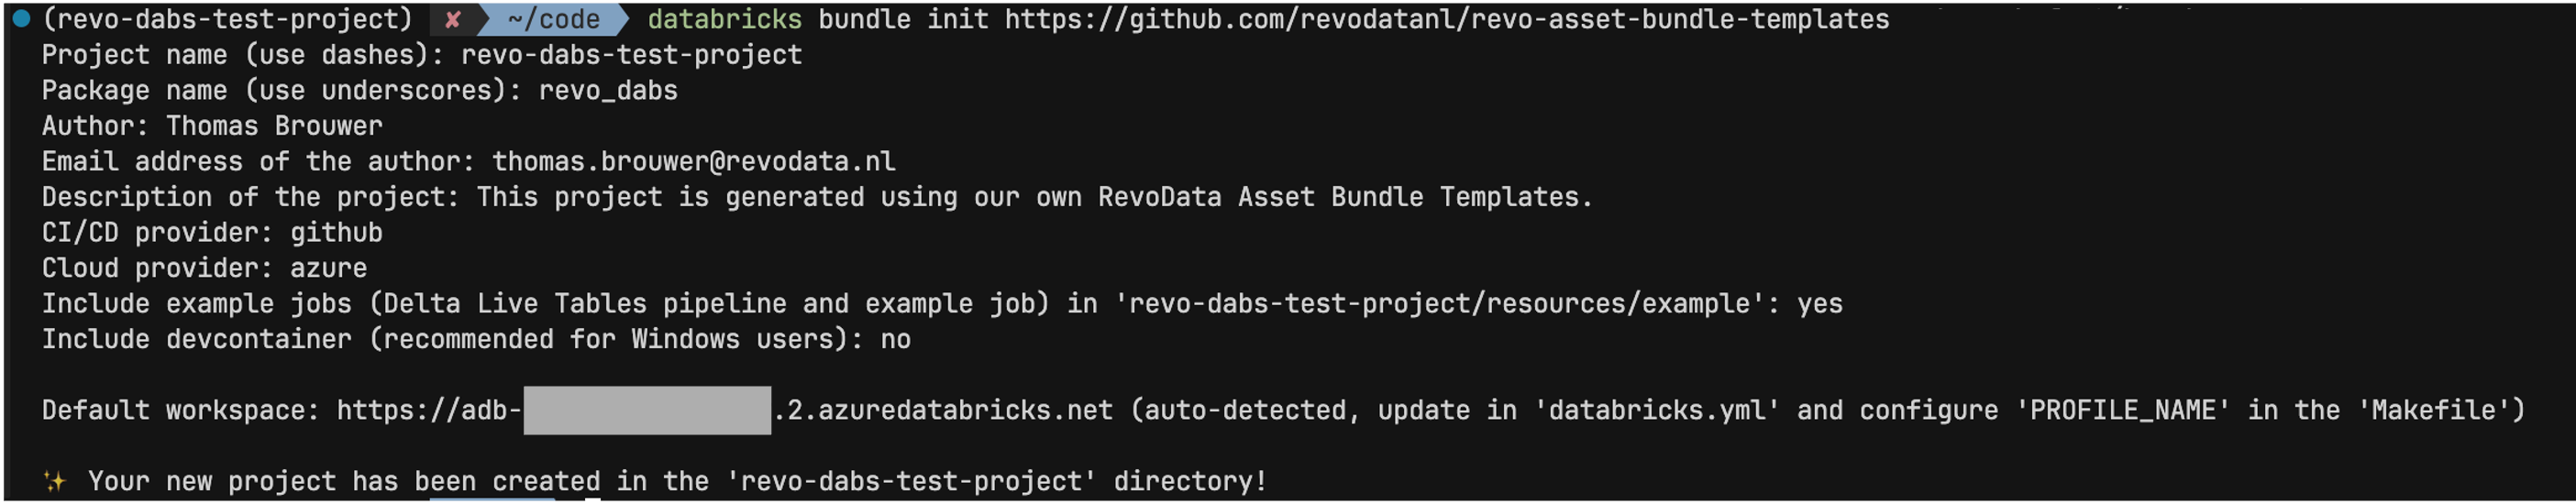 (revo-dabs-test-project) ✘ ~/code databricks bundle init https://github.com/revodatanl/revo-asset-bundle-templates
Project name (use dashes): revo-dabs-test-project
Package name (use underscores): revo_dabs
Author: Thomas Brouwer
Email address of the author: thomas.brouwer@revodata.nl
Description of the project: This project is generated using our own RevoData Asset Bundle Templates.
CI/CD provider: github
Cloud provider: azure
Include example jobs (Delta Live Tables pipeline and example job) in 'revo-dabs-test-project/resources/example': yes
Include devcontainer (recommended for Windows users): no
Default workspace: https://adb- .2.azuredatabricks.net (auto-detected, update in 'databricks.yml' and configure 'PROFILE_NAME' in the 'Makefile')
✨ Your new project has been created in the 'revo-dabs-test-project' directory!